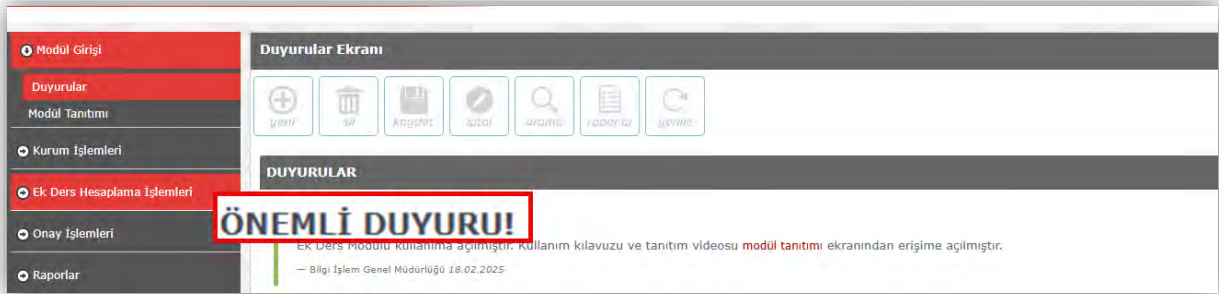 Modül Girişi
Duyurular
Modül Tanıtımı
Kurum İşlemleri
Ek Ders Hesaplama İşlemleri
Onay İşlemleri
Raporlar
Duyurular Ekranı
yeni sil kaydet iptal arama raporal yenile
DUYURULAR
ÖNEMLİ DUYURU!
Ek Ders Modülü kullanıma açılmıştır. Kullanım kılavuzu ve tanıtım videosu modül tanıtımı ekranından erişime açılmıştır.
— Bilgi İşlem Genel Müdürlüğü 18.02.2025